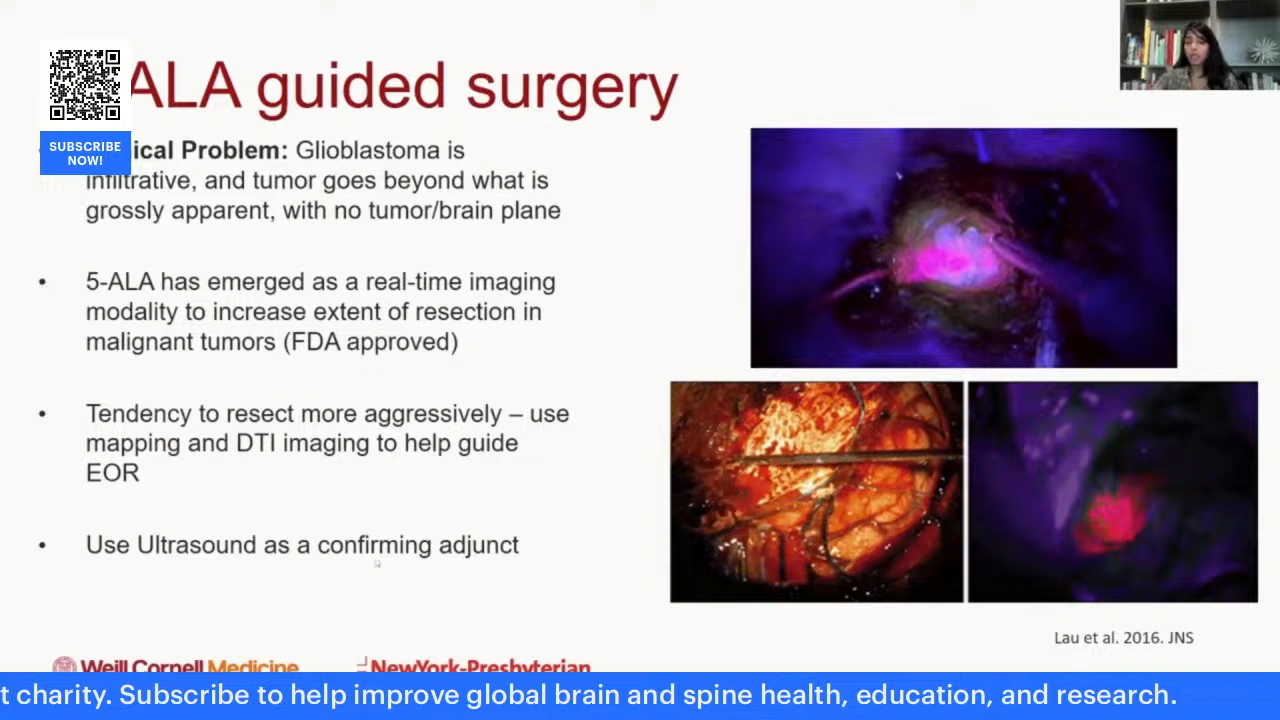 ALA guided surgery
SUBSCRIBE
NOW!
ical Problem: Glioblastoma is
infiltrative, and tumor goes beyond what is
grossly apparent, with no tumor/brain plane
• 5-ALA has emerged as a real-time imaging
modality to increase extent of resection in
malignant tumors (FDA approved)
• Tendency to resect more aggressively – use
mapping and DTI imaging to help guide
EOR
• Use Ultrasound as a confirming adjunct
Lau et al. 2016. JNS
Weill Cornell Medicine
NewYork-Presbyterian
t charity. Subscribe to help improve global brain and spine health, education, and research.